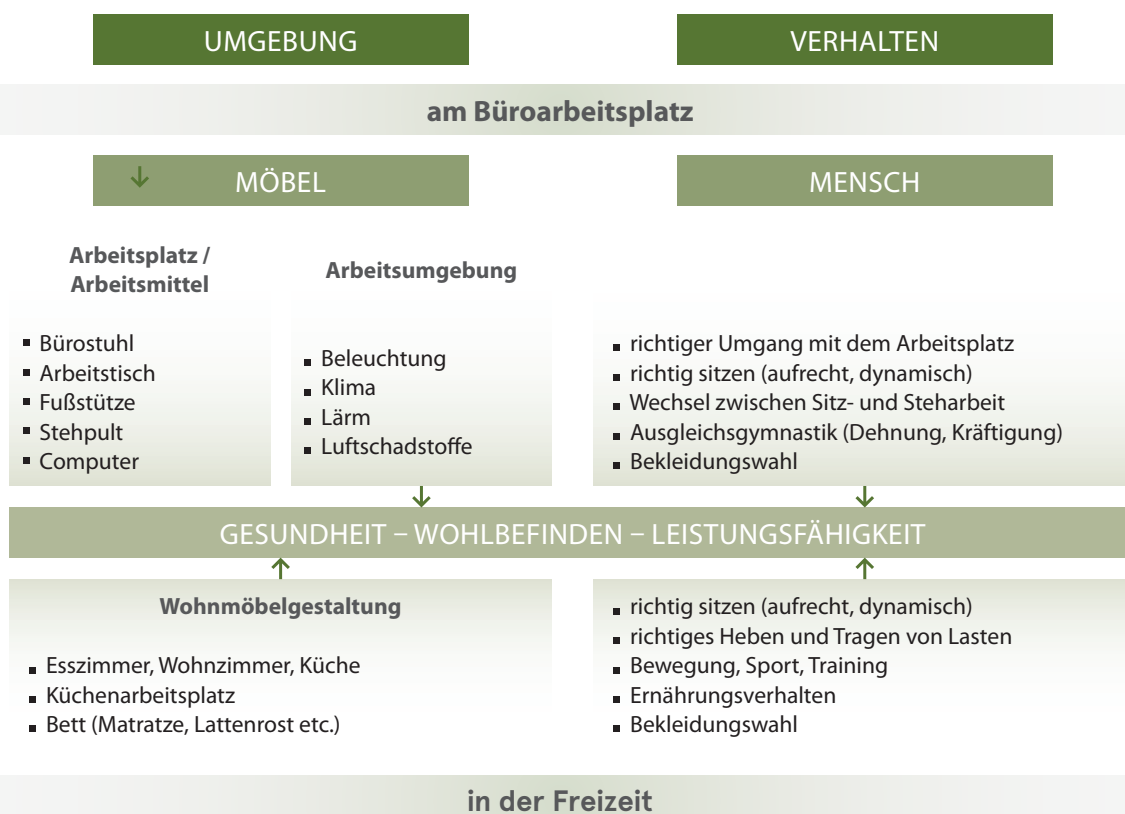 UMGEBUNG
VERHALTEN
am Büroarbeitsplatz
MÖBEL
MENSCH
Arbeitsplatz /
Arbeitsmittel
▪ Bürostuhl
▪ Arbeitstisch
▪ Fußstütze
▪ Stehpult
▪ Computer
Arbeitsumgebung
▪ Beleuchtung
▪ Klima
▪ Lärm
▪ Luftschadstoffe
▪ richtiger Umgang mit dem Arbeitsplatz
▪ richtig sitzen (aufrecht, dynamisch)
▪ Wechsel zwischen Sitz- und Steharbeit
▪ Ausgleichsgymnastik (Dehnung, Kräftigung)
▪ Bekleidungswahl
GESUNDHEIT – WOHLBEFINDEN – LEISTUNGSFÄHIGKEIT
Wohnmöbelgestaltung
▪ Esszimmer, Wohnzimmer, Küche
▪ Küchenarbeitsplatz
▪ Bett (Matratze, Lattenrost etc.)
▪ richtig sitzen (aufrecht, dynamisch)
▪ richtiges Heben und Tragen von Lasten
▪ Bewegung, Sport, Training
▪ Ernährungsverhalten
▪ Bekleidungswahl
in der Freizeit